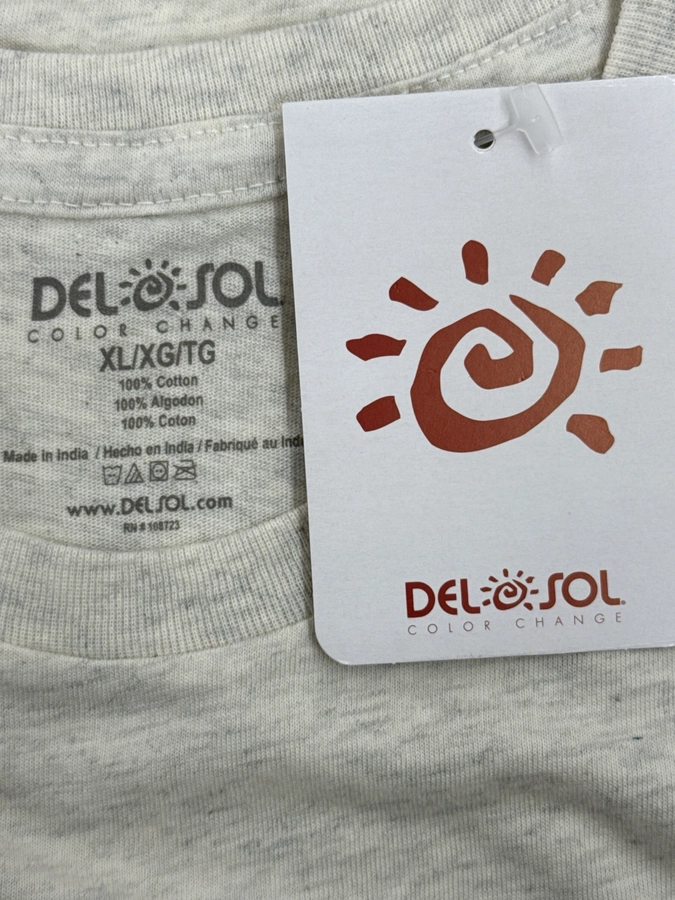 DEL SOL
COLOR CHANGE
XL/XG/TG
100% Cotton
100% Algodon
100% Coton
Made in India / Hecho en India / Fabriqué au
www.DELSOL.com
RN # 108723
DEL SOL
COLOR CHANGE